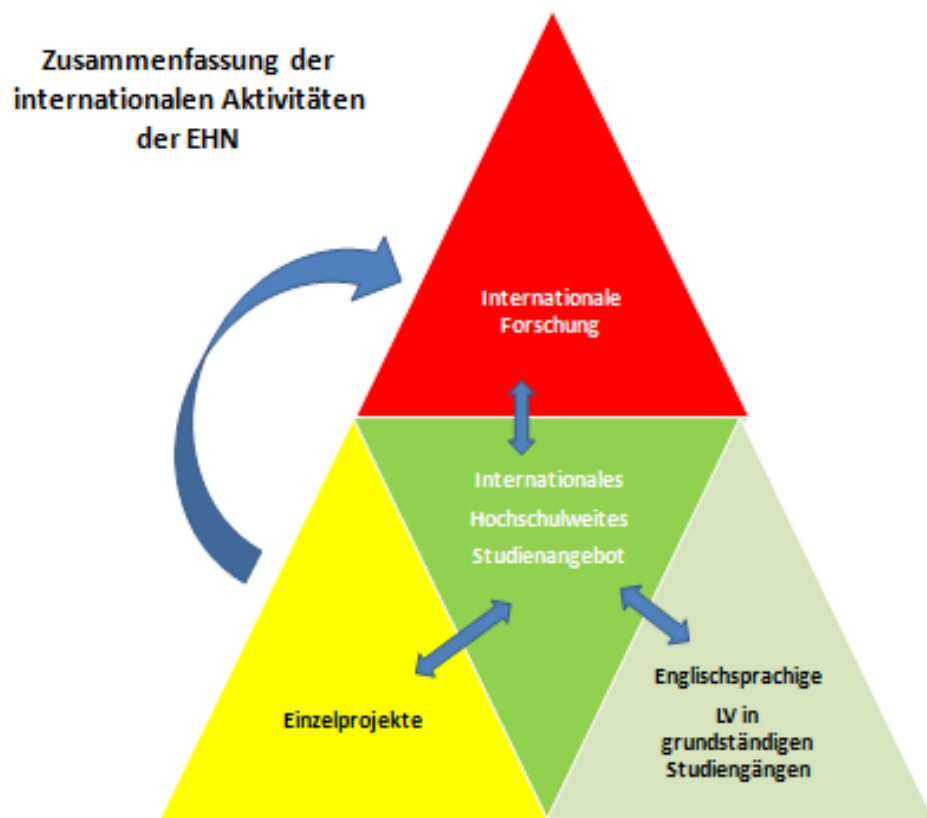 Zusammenfassung der
internationalen Aktivitäten
der EHN
Internationale
Forschung
Internationales
Hochschulweites
Studienangebot
Einzelprojekte
Englischsprachige
LV in
grundständigen
Studiengängen